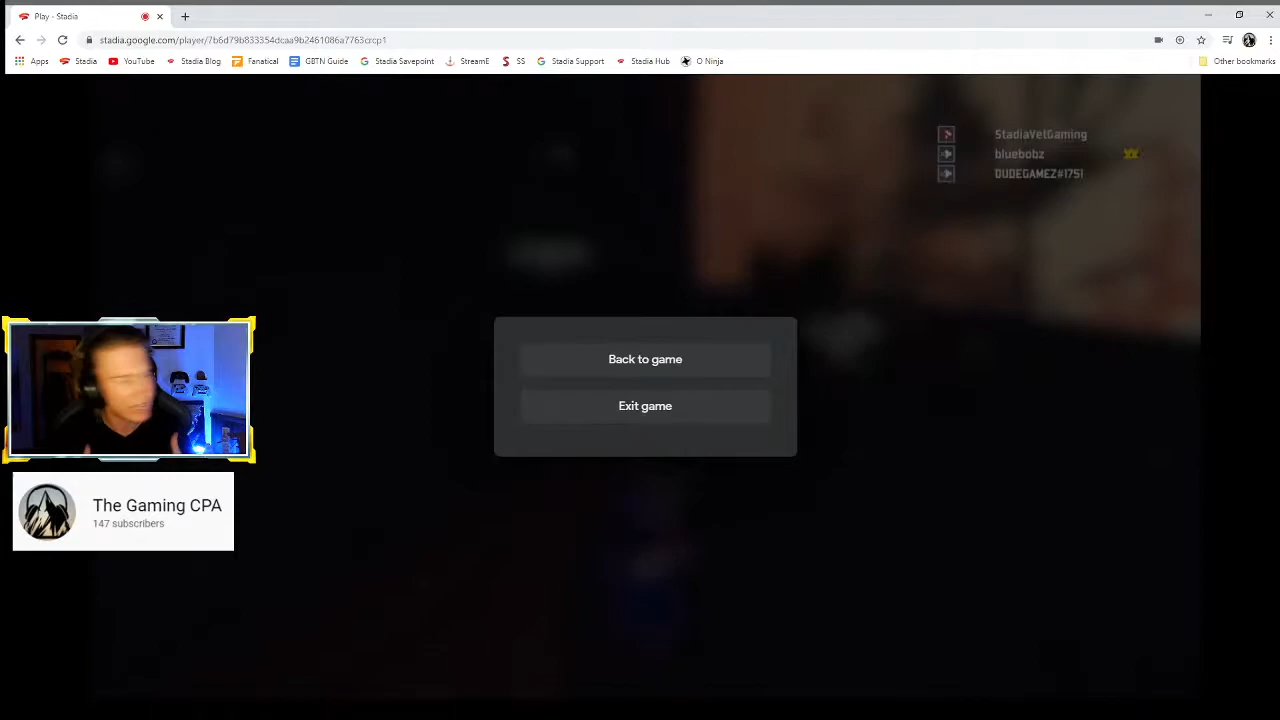 Play - Stadia
stadia.google.com/player/7b6d79b833354dcaa9b2461086a7763crcp1
Apps Stadia YouTube Stadia Blog Fanatical GBTN Guide Stadia Savepoint StreamE SS Stadia Support Stadia Hub O Ninja Other bookmarks
StadiaVetGaming
bluebobz
DUDEGAMEZ#1751
Back to game
Exit game
The Gaming CPA
147 subscribers